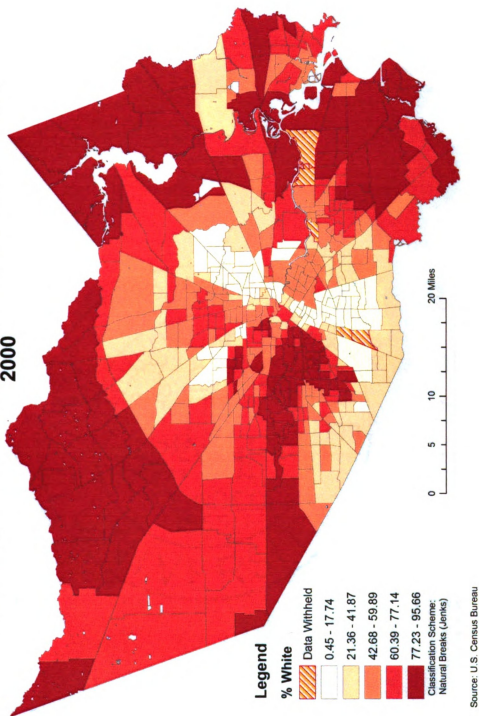 2000
20 Miles
0 5 10
Legend
% White
Data Withheld
0.45 - 17.74
21.36 - 41.87
42.68 - 59.89
60.39 - 77.14
77.23 - 95.66
Classification Scheme:
Natural Breaks (Jenks)
Source: U.S. Census Bureau